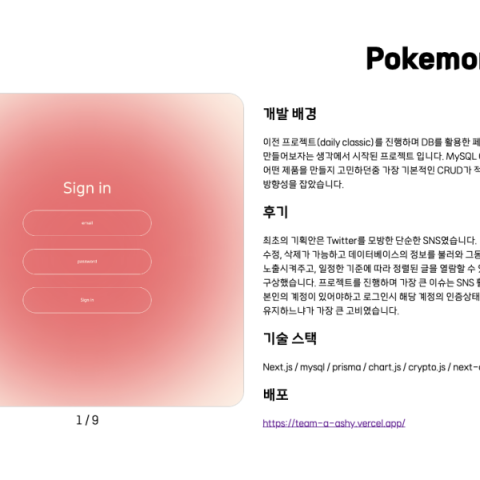 Pokemon
Sign in
email
password
Sign in
1 / 9
개발 배경
이전 프로젝트(daily classic)를 진행하며 DB를 활용한
만들어보자는 생각에서 시작된 프로젝트 입니다. MySQL
어떤 제품을 만들지 고민하던중 가장 기본적인 CRUD가
방향성을 잡았습니다.
후기
최초의 기획안은 Twitter를 모방한 단순한 SNS였습니다.
수정, 삭제가 가능하고 데이터베이스의 정보를 불러와
노출시켜주고, 일정한 기준에 따라 정렬된 글을 열람할 수
구상했습니다. 프로젝트를 진행하며 가장 큰 이슈는 SNS
본인의 계정이 있어야하고 로그인시 해당 계정의 인증상태
유지하느냐가 가장 큰 고비였습니다.
기술 스택
Next.js / mysql / prisma / chart.js / crypto.js /
배포
https://team-a-ashy.vercel.app/